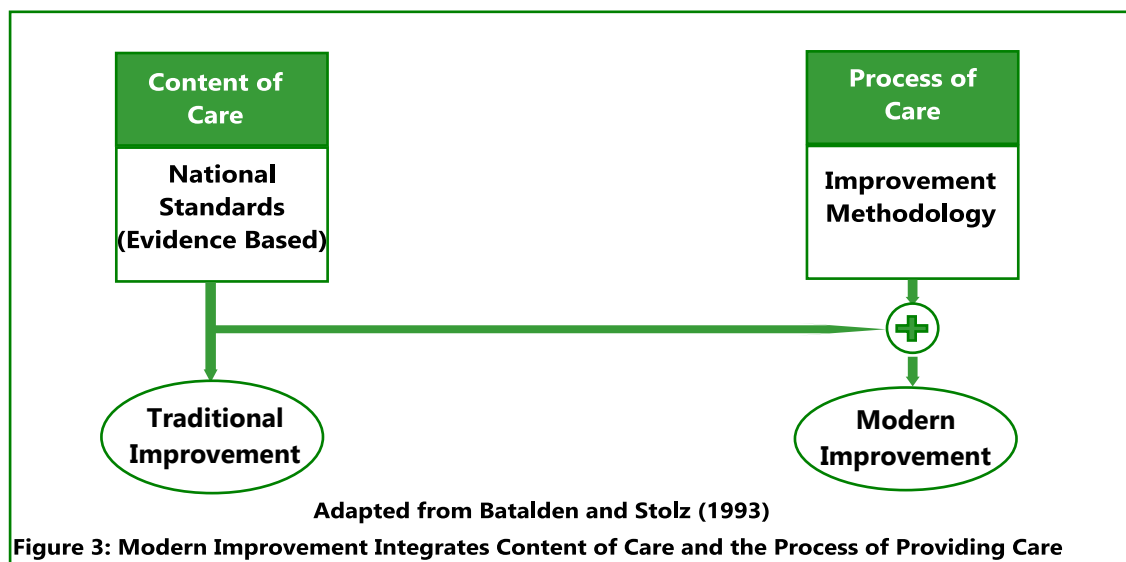 Content of
Care
National
Standards
(Evidence Based)
Process of
Care
Improvement
Methodology
Traditional
Improvement
Modern
Improvement
Adapted from Batalden and Stolz (1993)
Figure 3: Modern Improvement Integrates Content of Care and the Process of Providing Care